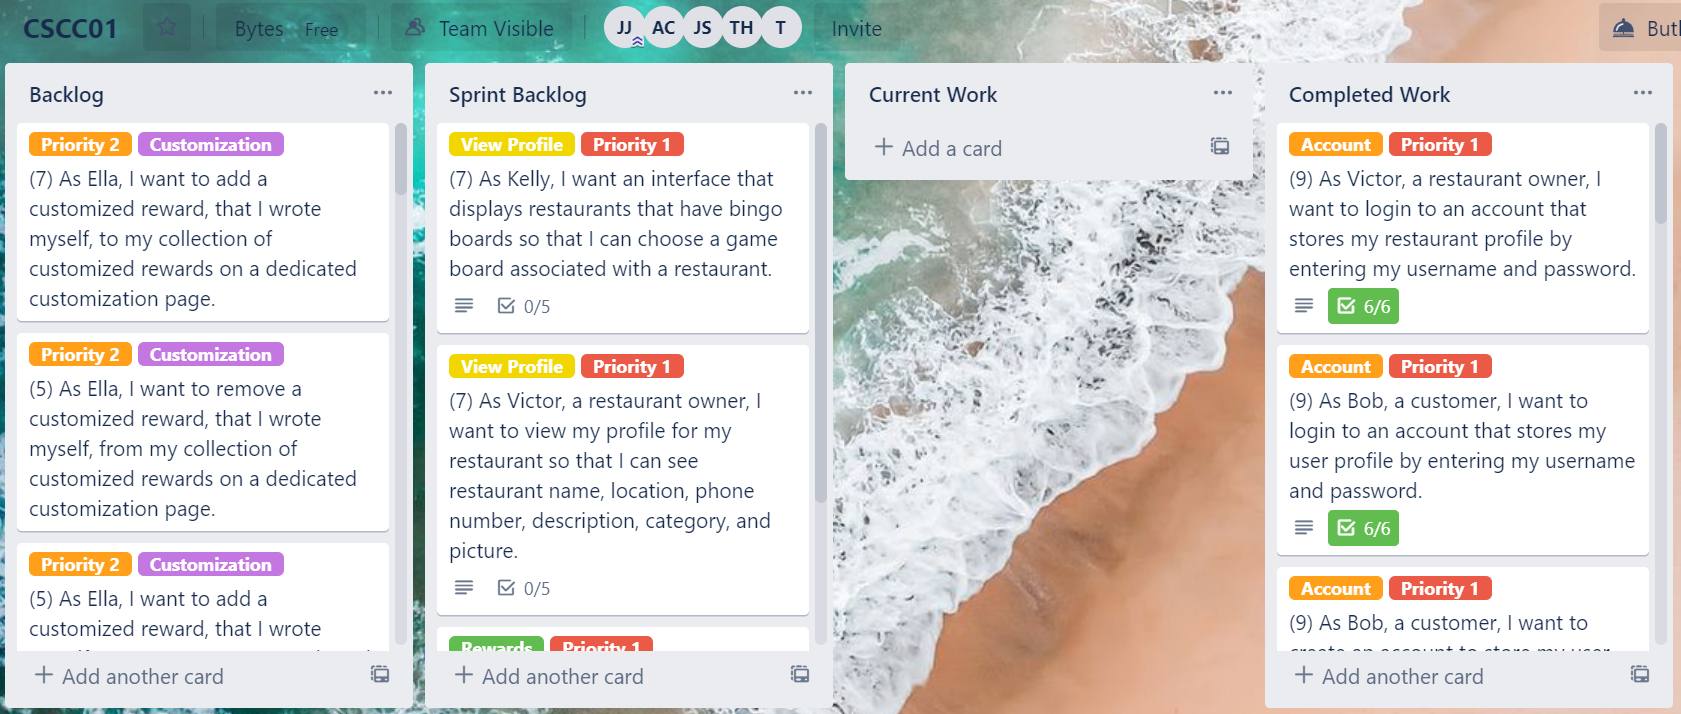 CSCC01
Bytes Free
Team Visible
JJ AC JS TH T
Invite
Backlog
Priority 2 Customization
(7) As Ella, I want to add a
customized reward, that I wrote
myself, to my collection of
customized rewards on a dedicated
customization page.
Priority 2 Customization
(5) As Ella, I want to remove a
customized reward, that I wrote
myself, from my collection of
customized rewards on a dedicated
customization page.
Priority 2 Customization
(5) As Ella, I want to add a
customized reward, that I wrote
Add another card
Sprint Backlog
View Profile Priority 1
(7) As Kelly, I want an interface that
displays restaurants that have bingo
boards so that I can choose a game
board associated with a restaurant.
0/5
View Profile Priority 1
(7) As Victor, a restaurant owner, I
want to view my profile for my
restaurant so that I can see
restaurant name, location, phone
number, description, category, and
picture.
0/5
Rewards Priority 1
Add another card
Current Work
Add a card
Completed Work
Account Priority 1
(9) As Victor, a restaurant owner, I
want to login to an account that
stores my restaurant profile by
entering my username and password.
6/6
Account Priority 1
(9) As Bob, a customer, I want to
login to an account that stores my
user profile by entering my username
and password.
6/6
Account Priority 1
(9) As Bob, a customer, I want to
create an account to store my user
Add another card